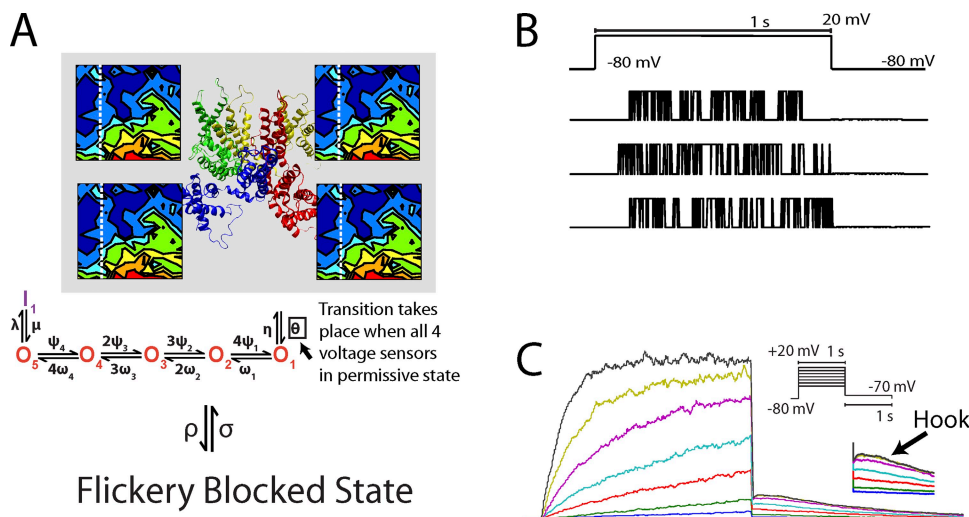 A
I₁
λ μ
ψ₄ 2ψ₃ 3ψ₂ 4ψ₁ η θ
O₅ O₄ O₃ O₂ O₁
4ω₄ 3ω₃ 2ω₂ ω₁
Transition takes
place when all 4
voltage sensors
in permissive state
ρ σ
Flickery Blocked State
B
1 s 20 mV
-80 mV -80 mV
C
+20 mV 1 s
-70 mV
-80 mV
1 s
Hook